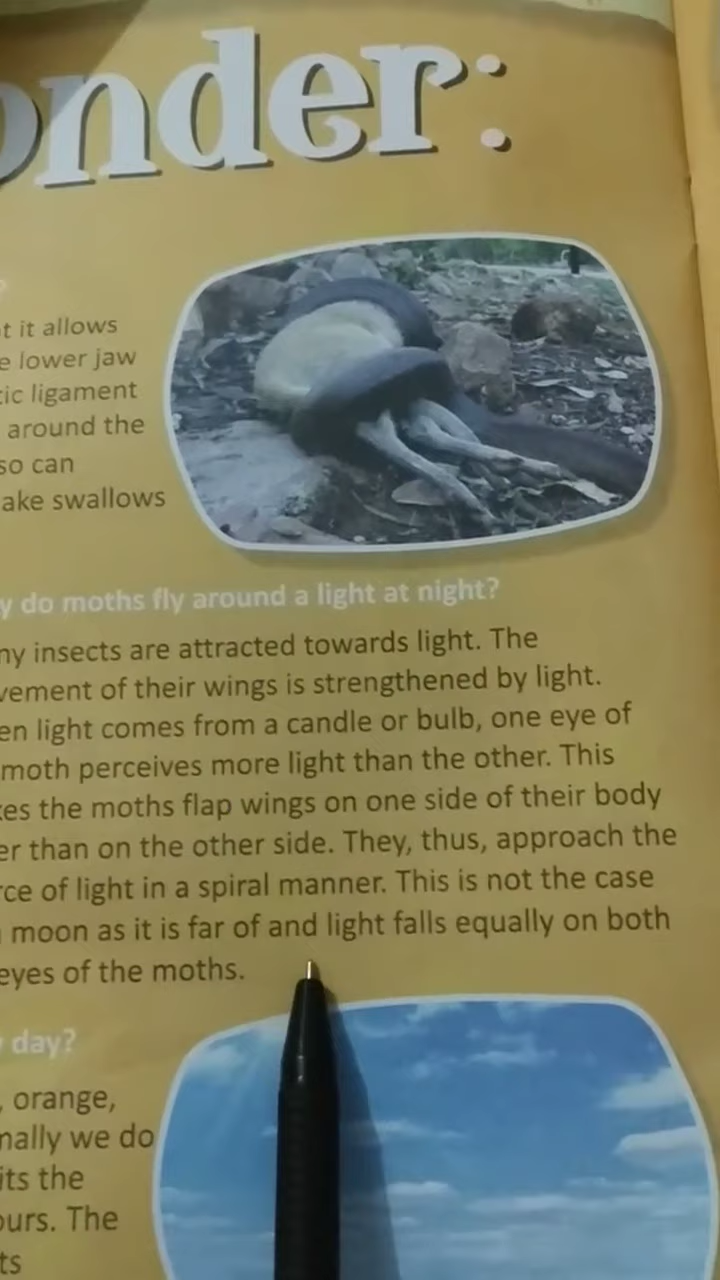 onder:
?
t it allows
e lower jaw
tic ligament
around the
so can
ake swallows
y do moths fly around a light at night?
ny insects are attracted towards light. The
vement of their wings is strengthened by light.
en light comes from a candle or bulb, one eye of
moth perceives more light than the other. This
kes the moths flap wings on one side of their body
er than on the other side. They, thus, approach the
rce of light in a spiral manner. This is not the case
moon as it is far of and light falls equally on both
eyes of the moths.
day?
, orange,
mally we do
its the
ours. The
ts